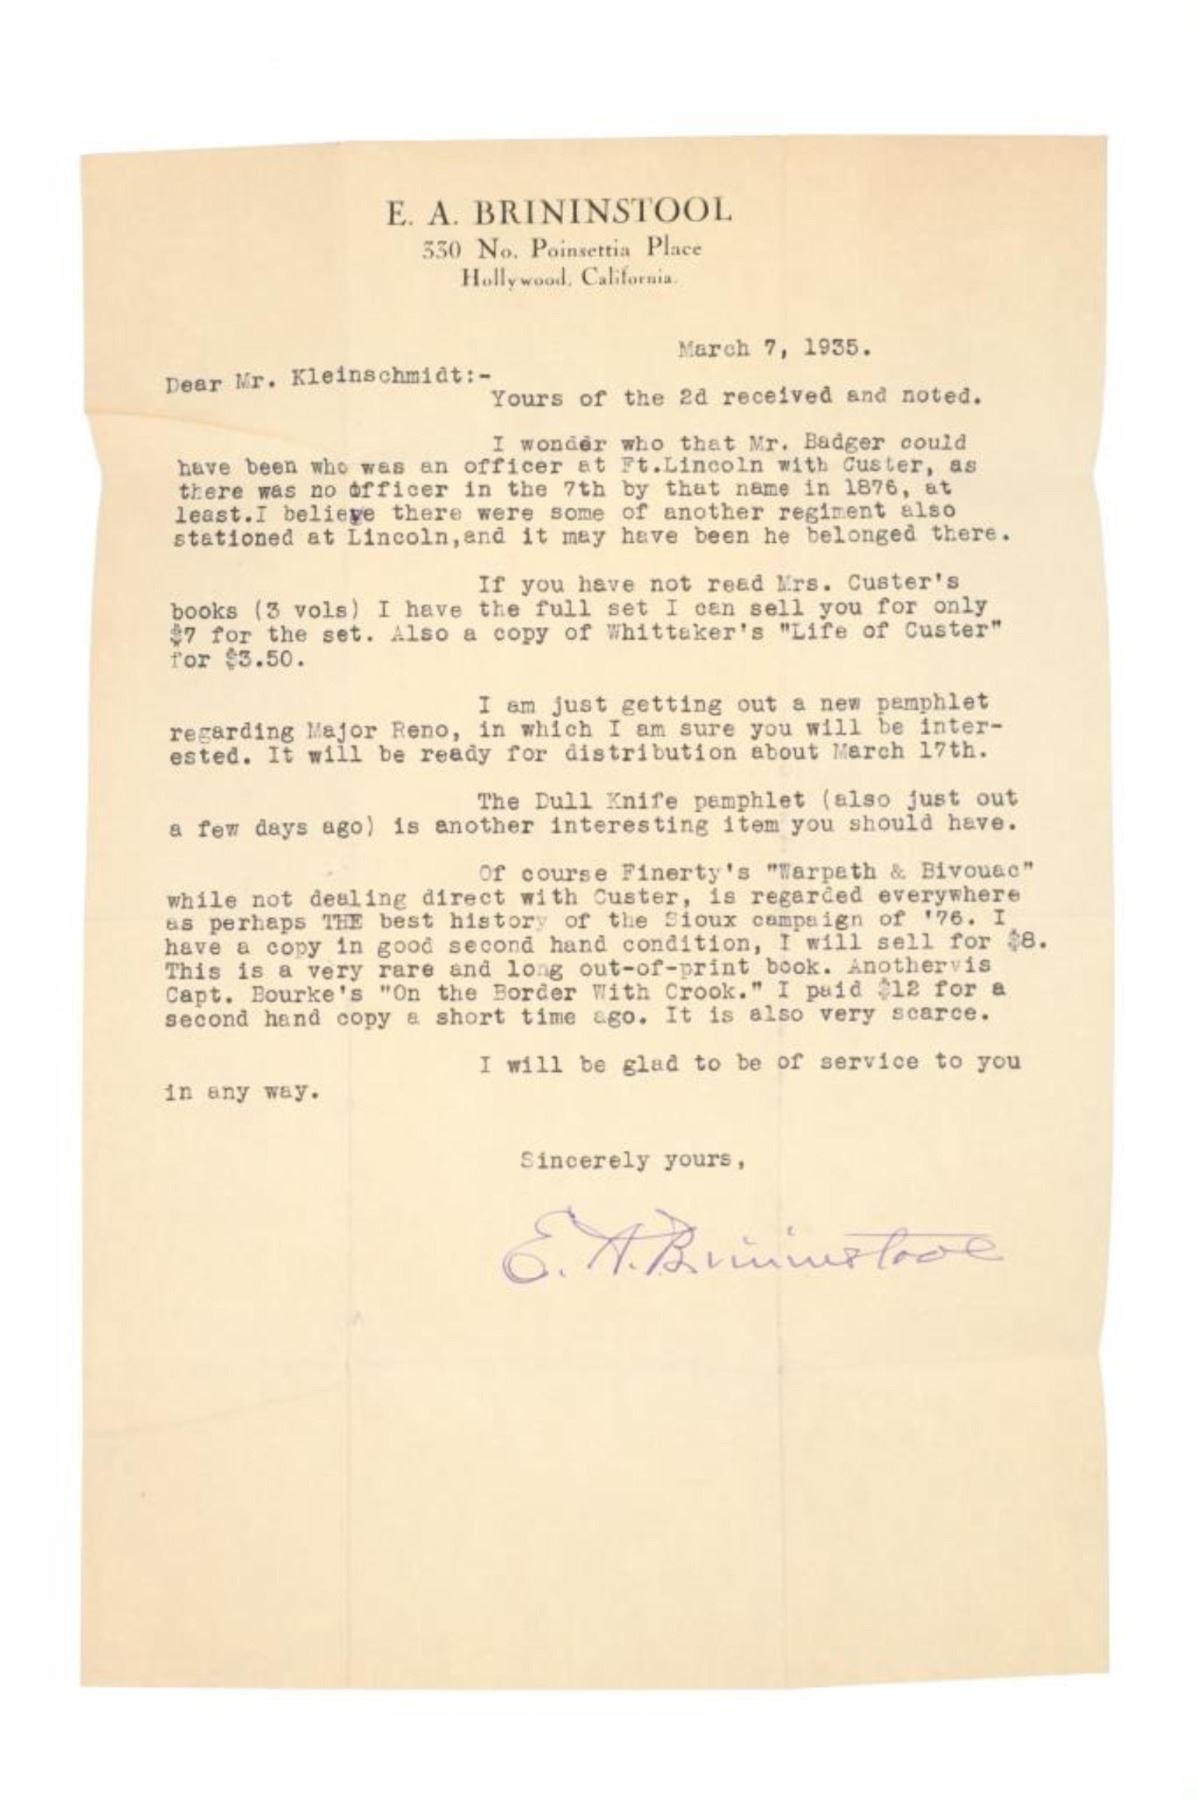 E. A. BRININSTOOL
330 No. Poinsettia Place
Hollywood, California.
March 7, 1935.
Dear Mr. Kleinschmidt:-
Yours of the 2d received and noted.
I wonder who that Mr. Badger could
have been who was an officer at Ft.Lincoln with Custer, as
there was no officer in the 7th by that name in 1876, at
least.I believe there were some of another regiment also
stationed at Lincoln,and it may have been he belonged there.
If you have not read Mrs. Custer's
books (3 vols) I have the full set I can sell you for only
$7 for the set. Also a copy of Whittaker's "Life of Custer"
for $3.50.
I am just getting out a new pamphlet
regarding Major Reno, in which I am sure you will be inter-
ested. It will be ready for distribution about March 17th.
The Dull Knife pamphlet (also just out
a few days ago) is another interesting item you should have.
Of course Finerty's "Warpath & Bivouac"
while not dealing direct with Custer, is regarded everywhere
as perhaps THE best history of the Sioux campaign of '76. I
have a copy in good second hand condition, I will sell for $8.
This is a very rare and long out-of-print book. Anothervis
Capt. Bourke's "On the Border With Crook." I paid $12 for a
second hand copy a short time ago. It is also very scarce.
I will be glad to be of service to you
in any way.
Sincerely yours,
E. A. Brininstool